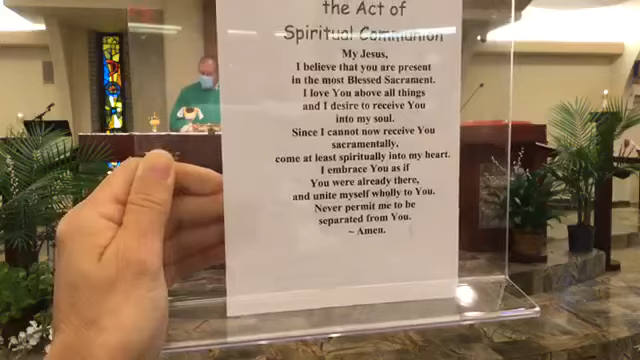 the Act of
Spiritual Communion
My Jesus,
I believe that you are present
in the most Blessed Sacrament.
I love You above all things
and I desire to receive You
into my soul.
Since I cannot now receive You
sacramentally,
come at least spiritually into my heart.
I embrace You as if
You were already there,
and unite myself wholly to You.
Never permit me to be
separated from You.
~ Amen.